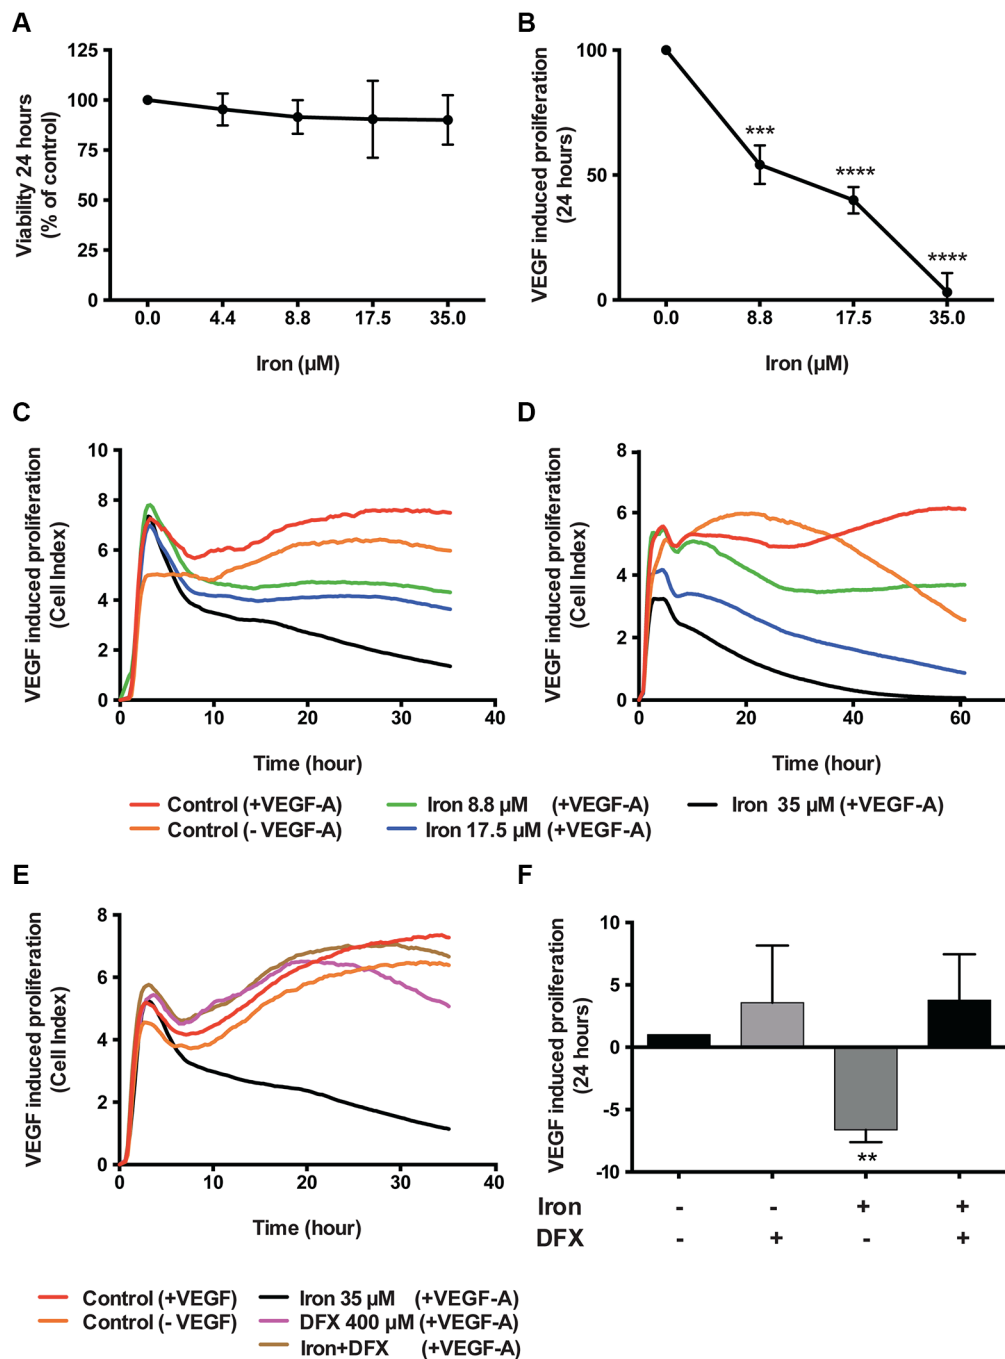 A
125
100
75
50
25
0
Viability 24 hours
(% of control)
0.0 4.4 8.8 17.5 35.0
Iron (µM)
B
100
50
0
VEGF induced proilferation
(24 hours)
***
****
****
0.0 8.8 17.5 35.0
Iron (µM)
C
10
8
6
4
2
0
VEGF induced proliferation
(Cell Index)
0 10 20 30 40
Time (hour)
D
8
6
4
2
0
VEGF induced proliferation
(Cell Index)
0 20 40 60
Time (hour)
Control (+VEGF-A)
Iron 8.8 µM (+VEGF-A)
Iron 35 µM (+VEGF-A)
Control (- VEGF-A)
Iron 17.5 µM (+VEGF-A)
E
8
6
4
2
0
VEGF induced proliferation
(Cell Index)
0 10 20 30 40
Time (hour)
Control (+VEGF)
Iron 35 µM (+VEGF-A)
Control (- VEGF)
DFX 400 µM (+VEGF-A)
Iron+DFX (+VEGF-A)
F
10
5
0
-5
-10
VEGF induced proiliferation
(24 hours)
**
Iron - - + +
DFX - + - +